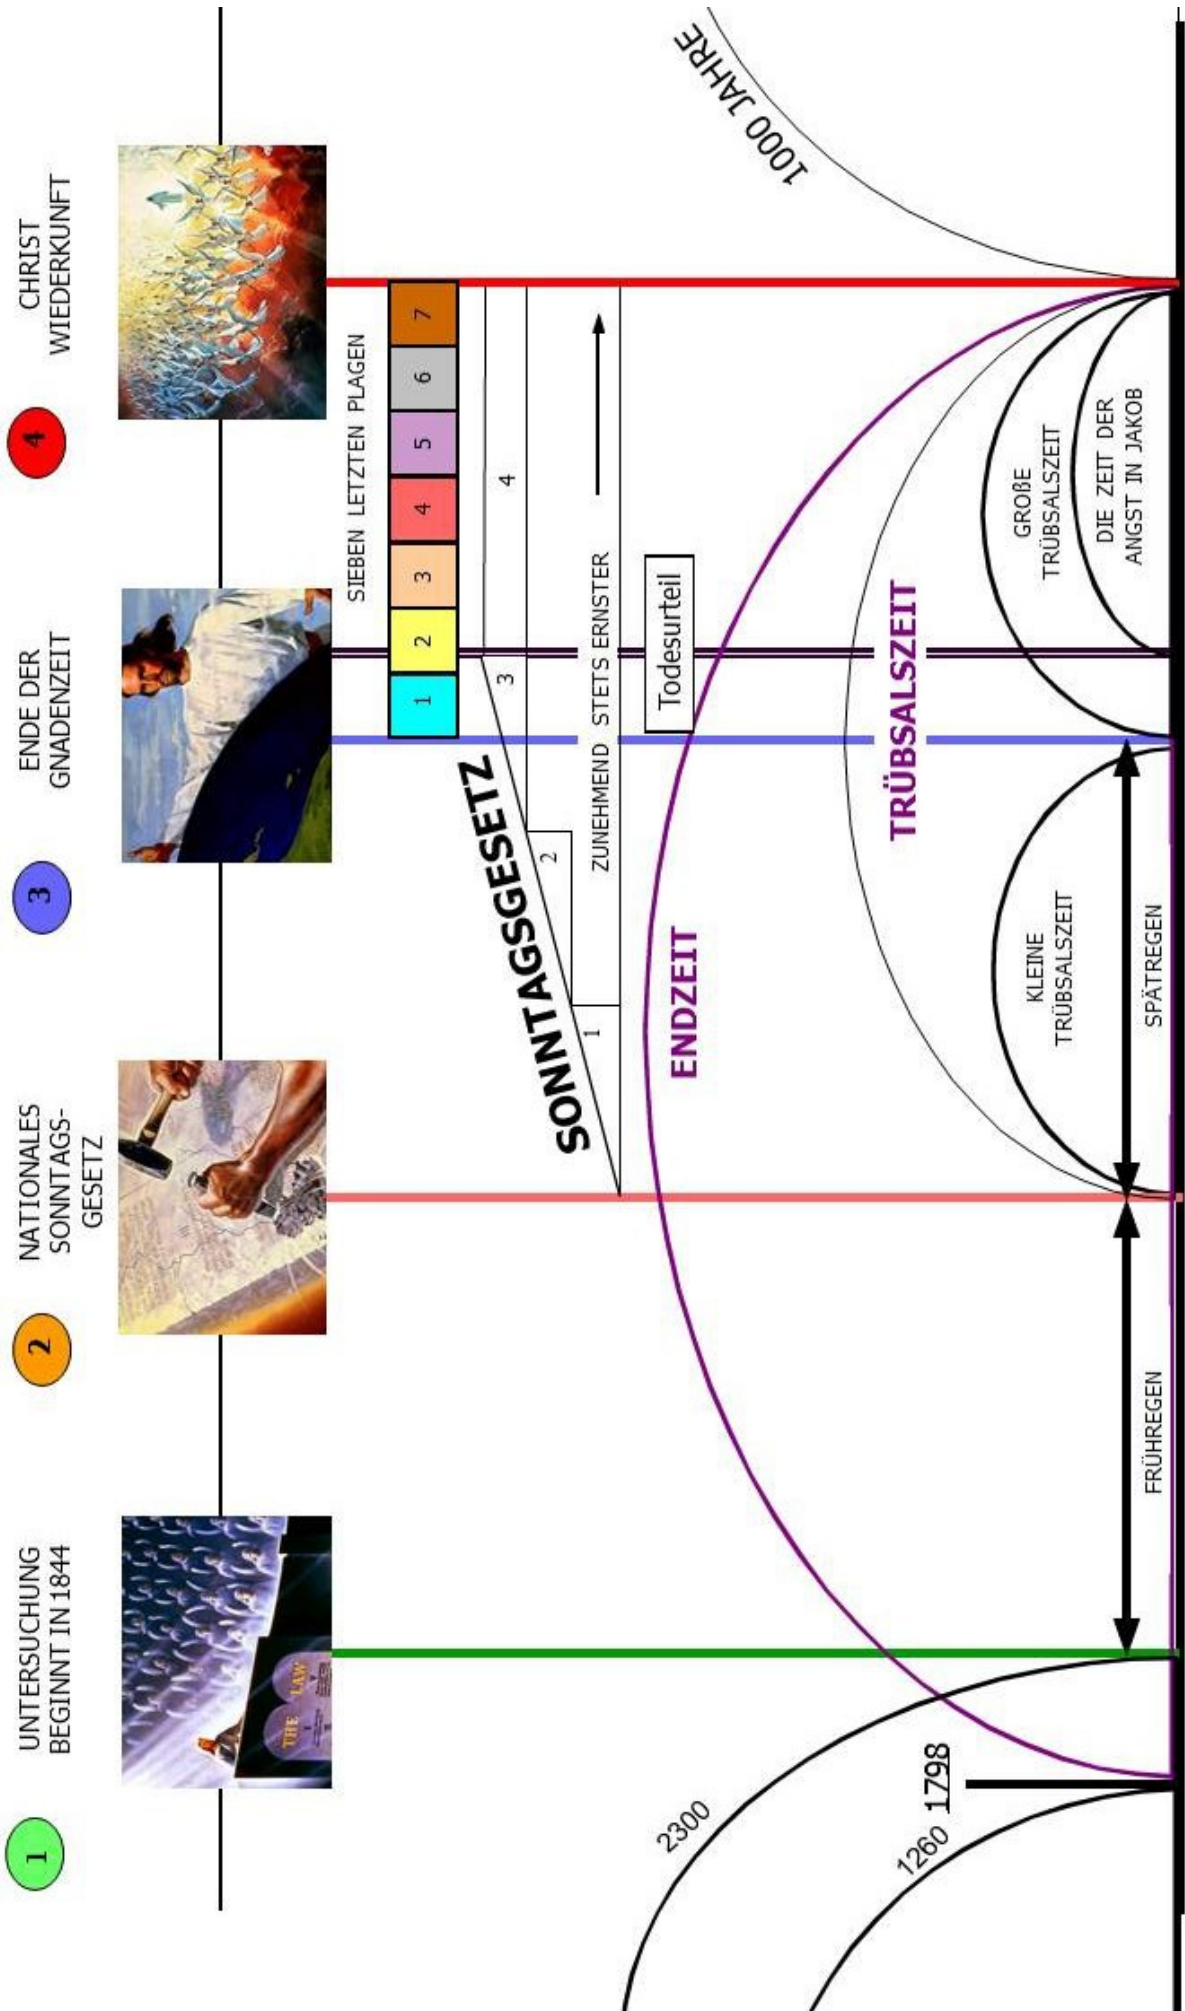 1
UNTERSUCHUNG
BEGINNT IN 1844
2
NATIONALES
SONNTAGS-
GESETZ
3
ENDE DER
GNADENZEIT
4
CHRIST
WIEDERKUNFT
THE LAW
SIEBEN LETZTEN PLAGEN
1 2 3 4 5 6 7
SONNTAGSGESETZ
1
2
3
4
ZUNEHMEND STETS ERNSTER
Todesurteil
2300
1260
1798
ENDZEIT
TRÜBSALSZEIT
1000 JAHRE
KLEINE
TRÜBSALSZEIT
GROßE
TRÜBSALSZEIT
DIE ZEIT DER
ANGST IN JAKOB
FRÜHREGEN
SPÄTREGEN